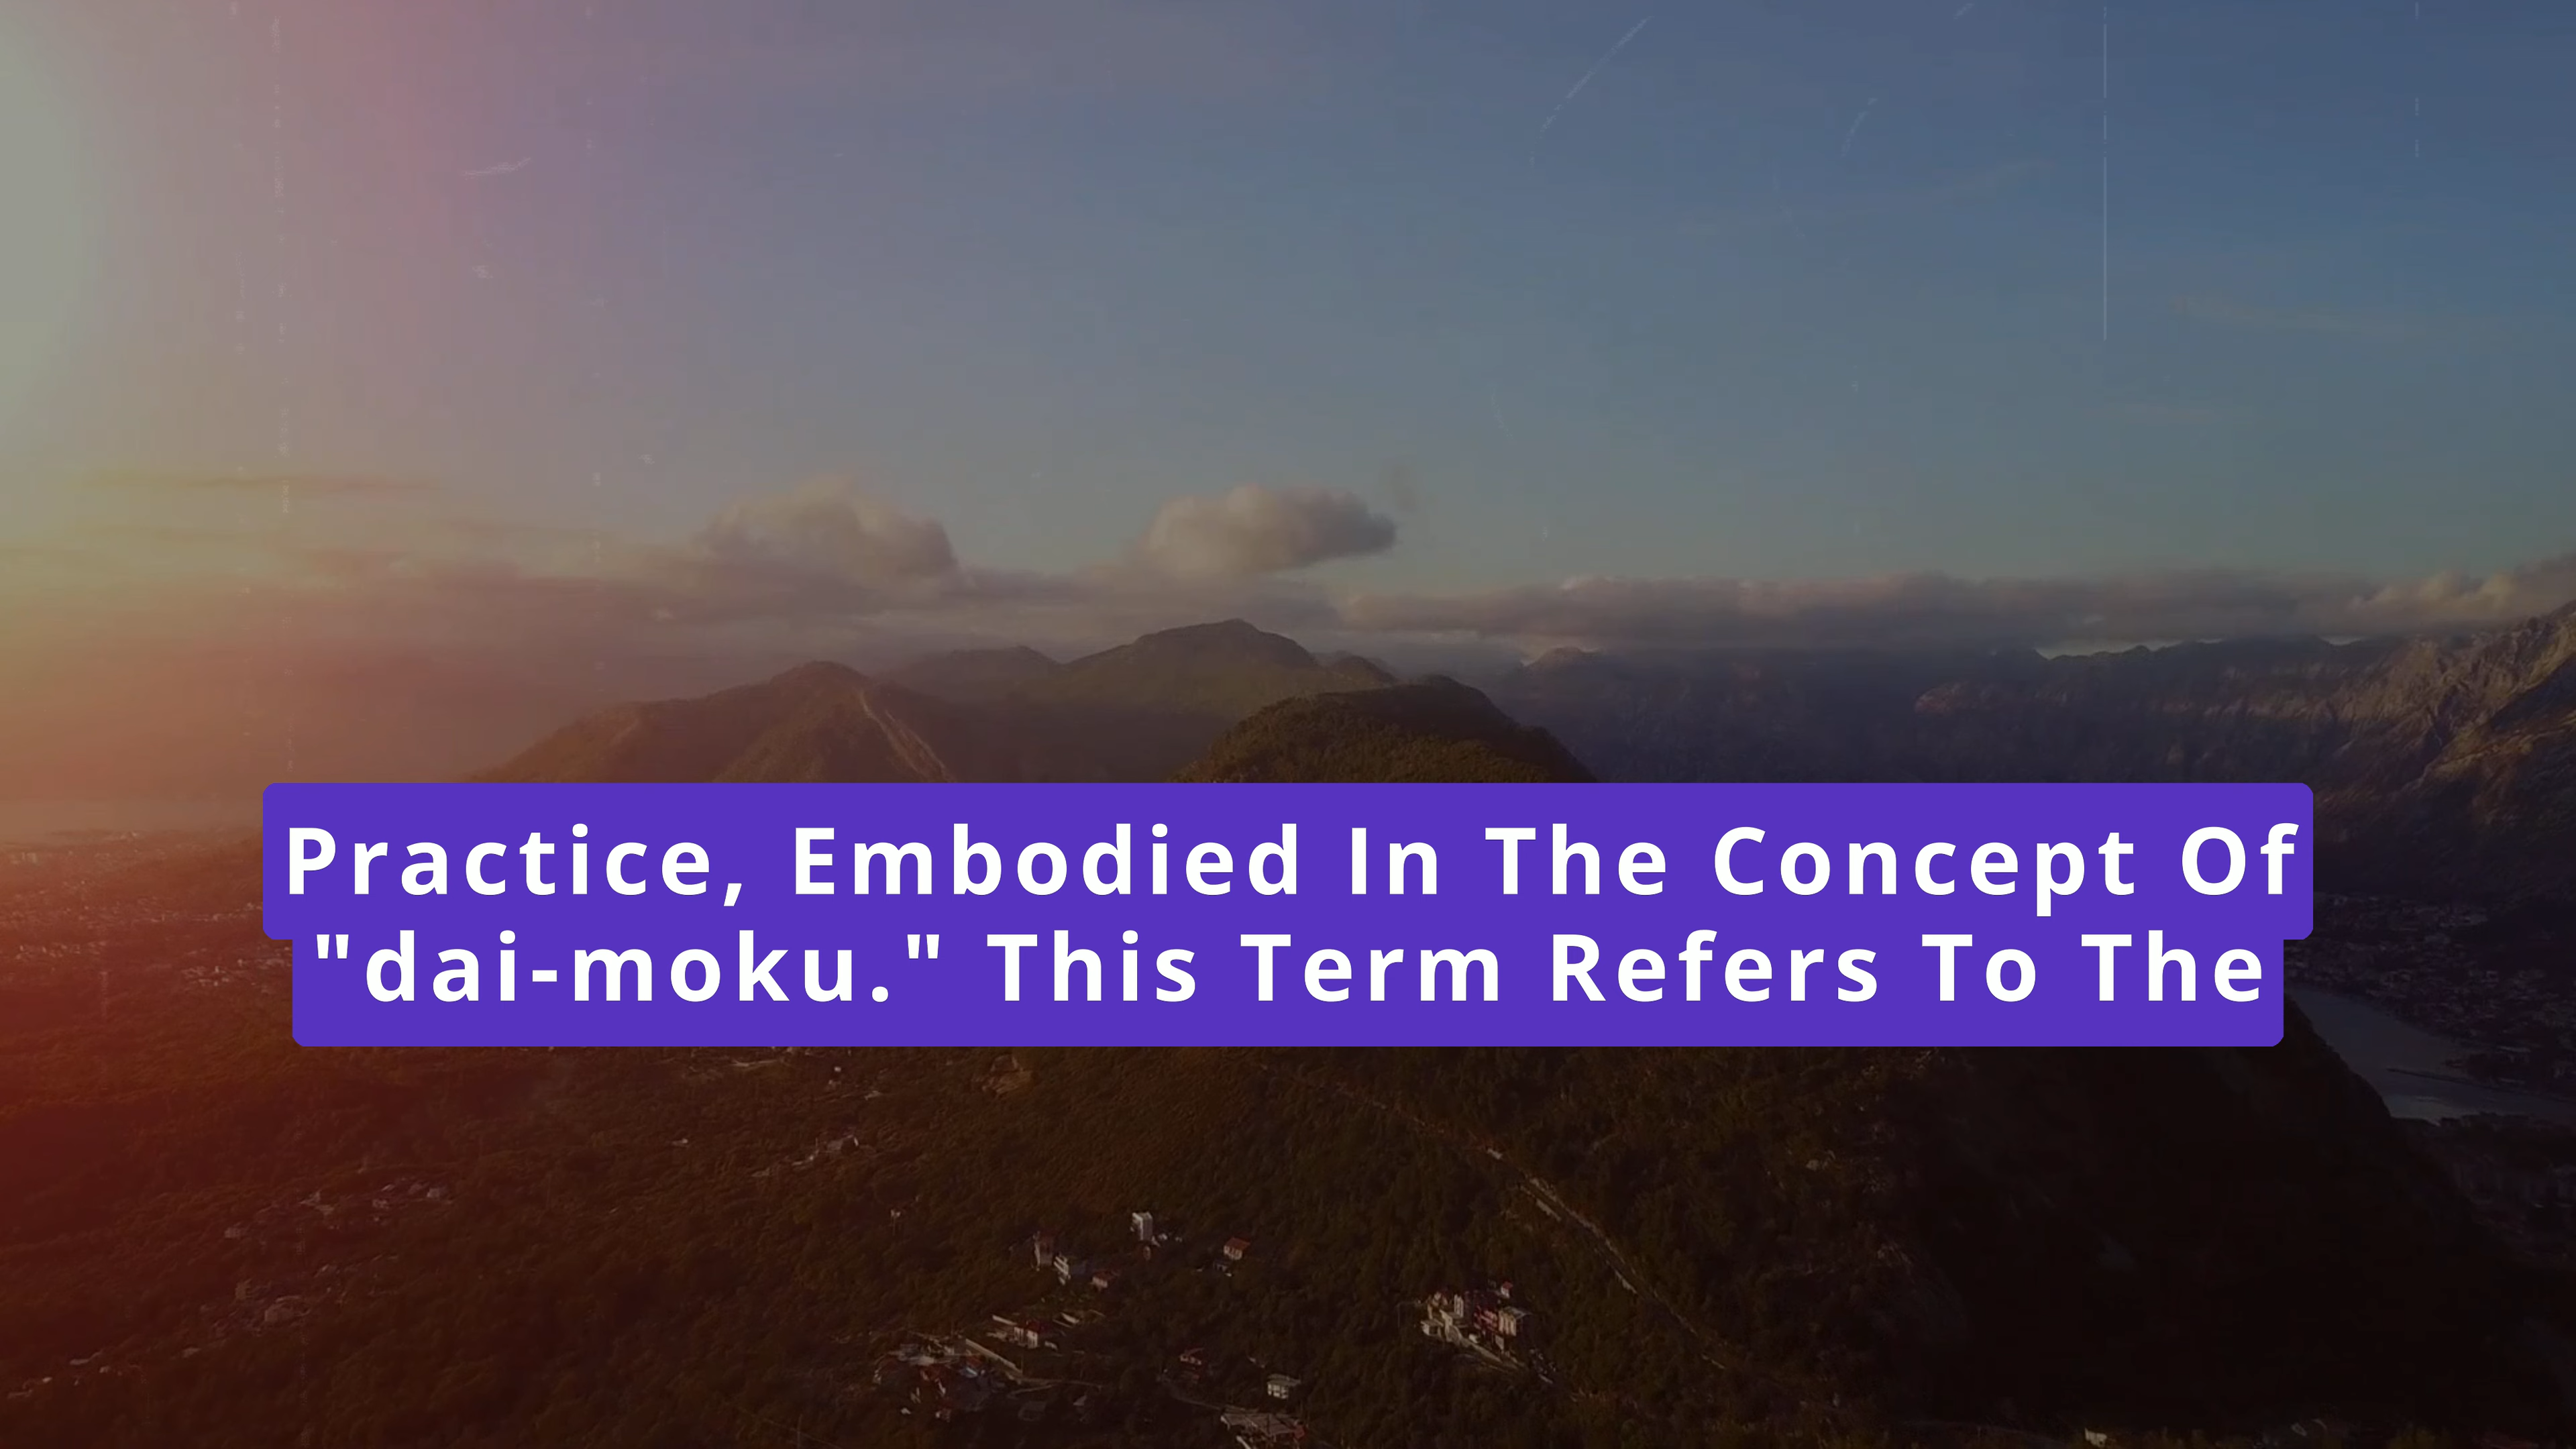 Practice, Embodied In The Concept Of
"dai-moku." This Term Refers To The